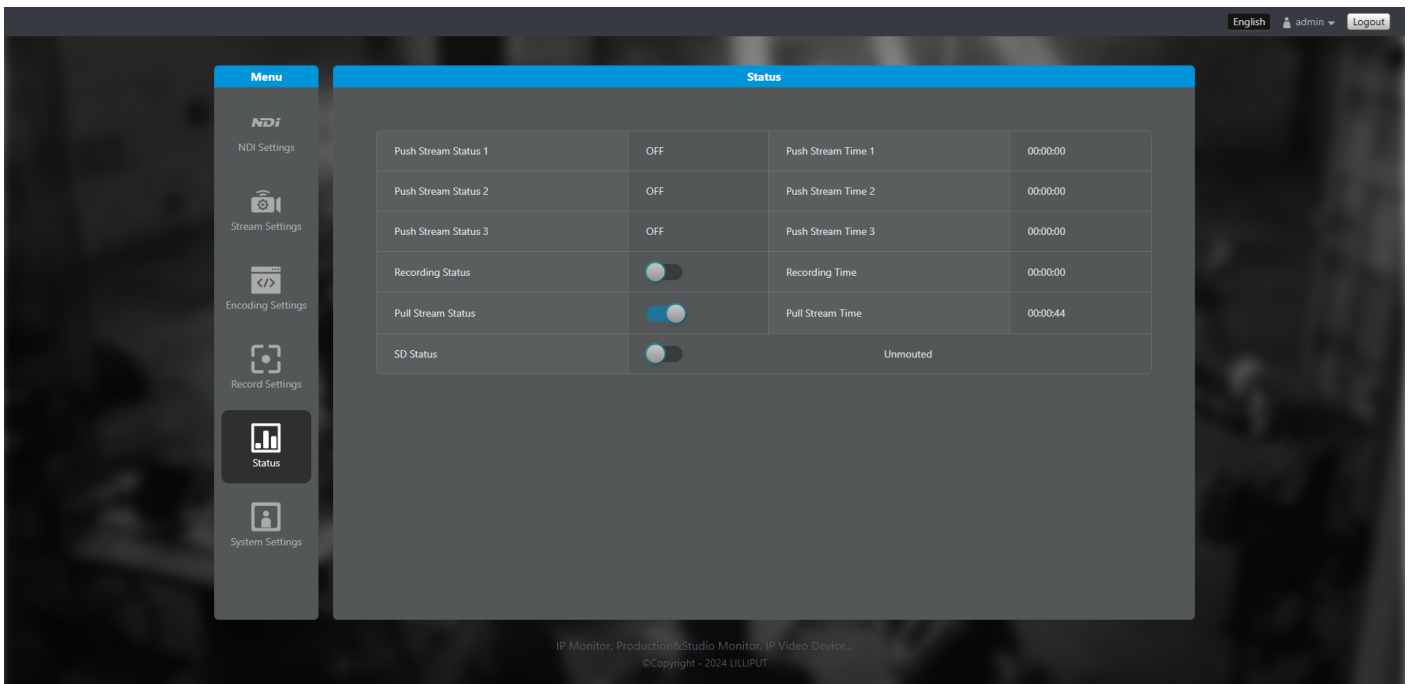 English admin Logout
Menu
Status
NDI
NDI Settings
Stream Settings
Encoding Settings
Record Settings
Status
System Settings
Push Stream Status 1 OFF Push Stream Time 1 00:00:00
Push Stream Status 2 OFF Push Stream Time 2 00:00:00
Push Stream Status 3 OFF Push Stream Time 3 00:00:00
Recording Status Recording Time 00:00:00
Pull Stream Status Pull Stream Time 00:00:44
SD Status Unmouted
IP Monitor, Production&Studio Monitor, IP Video Device...
©Copyright - 2024 LILLIPUT